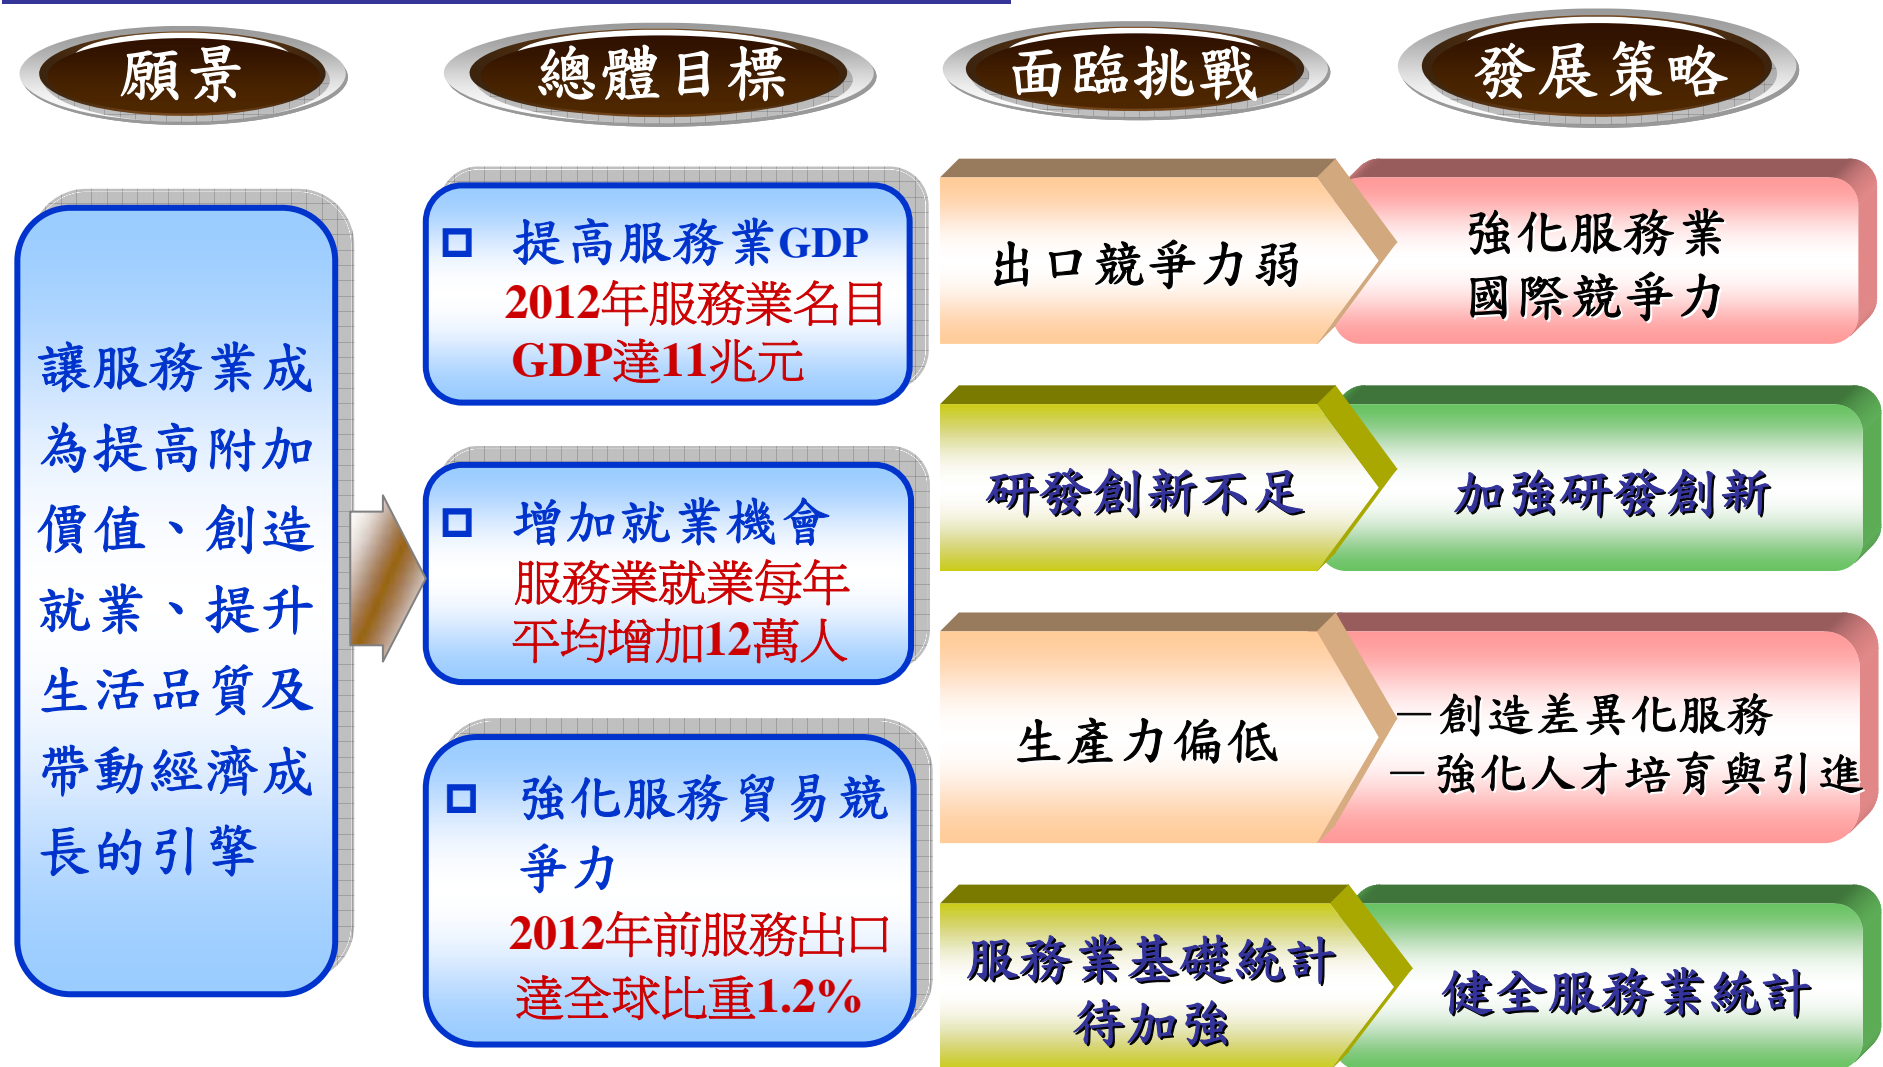 願景
總體目標
面臨挑戰
發展策略
讓服務業成
為提高附加
價值、創造
就業、提升
生活品質及
帶動經濟成
長的引擎
提高服務業GDP
2012年服務業名目
GDP達11兆元
增加就業機會
服務業就業每年
平均增加12萬人
強化服務貿易競
爭力
2012年前服務出口
達全球比重1.2%
出口競爭力弱
強化服務業
國際競爭力
研發創新不足
加強研發創新
生產力偏低
－創造差異化服務
－強化人才培育與引進
服務業基礎統計
待加強
健全服務業統計